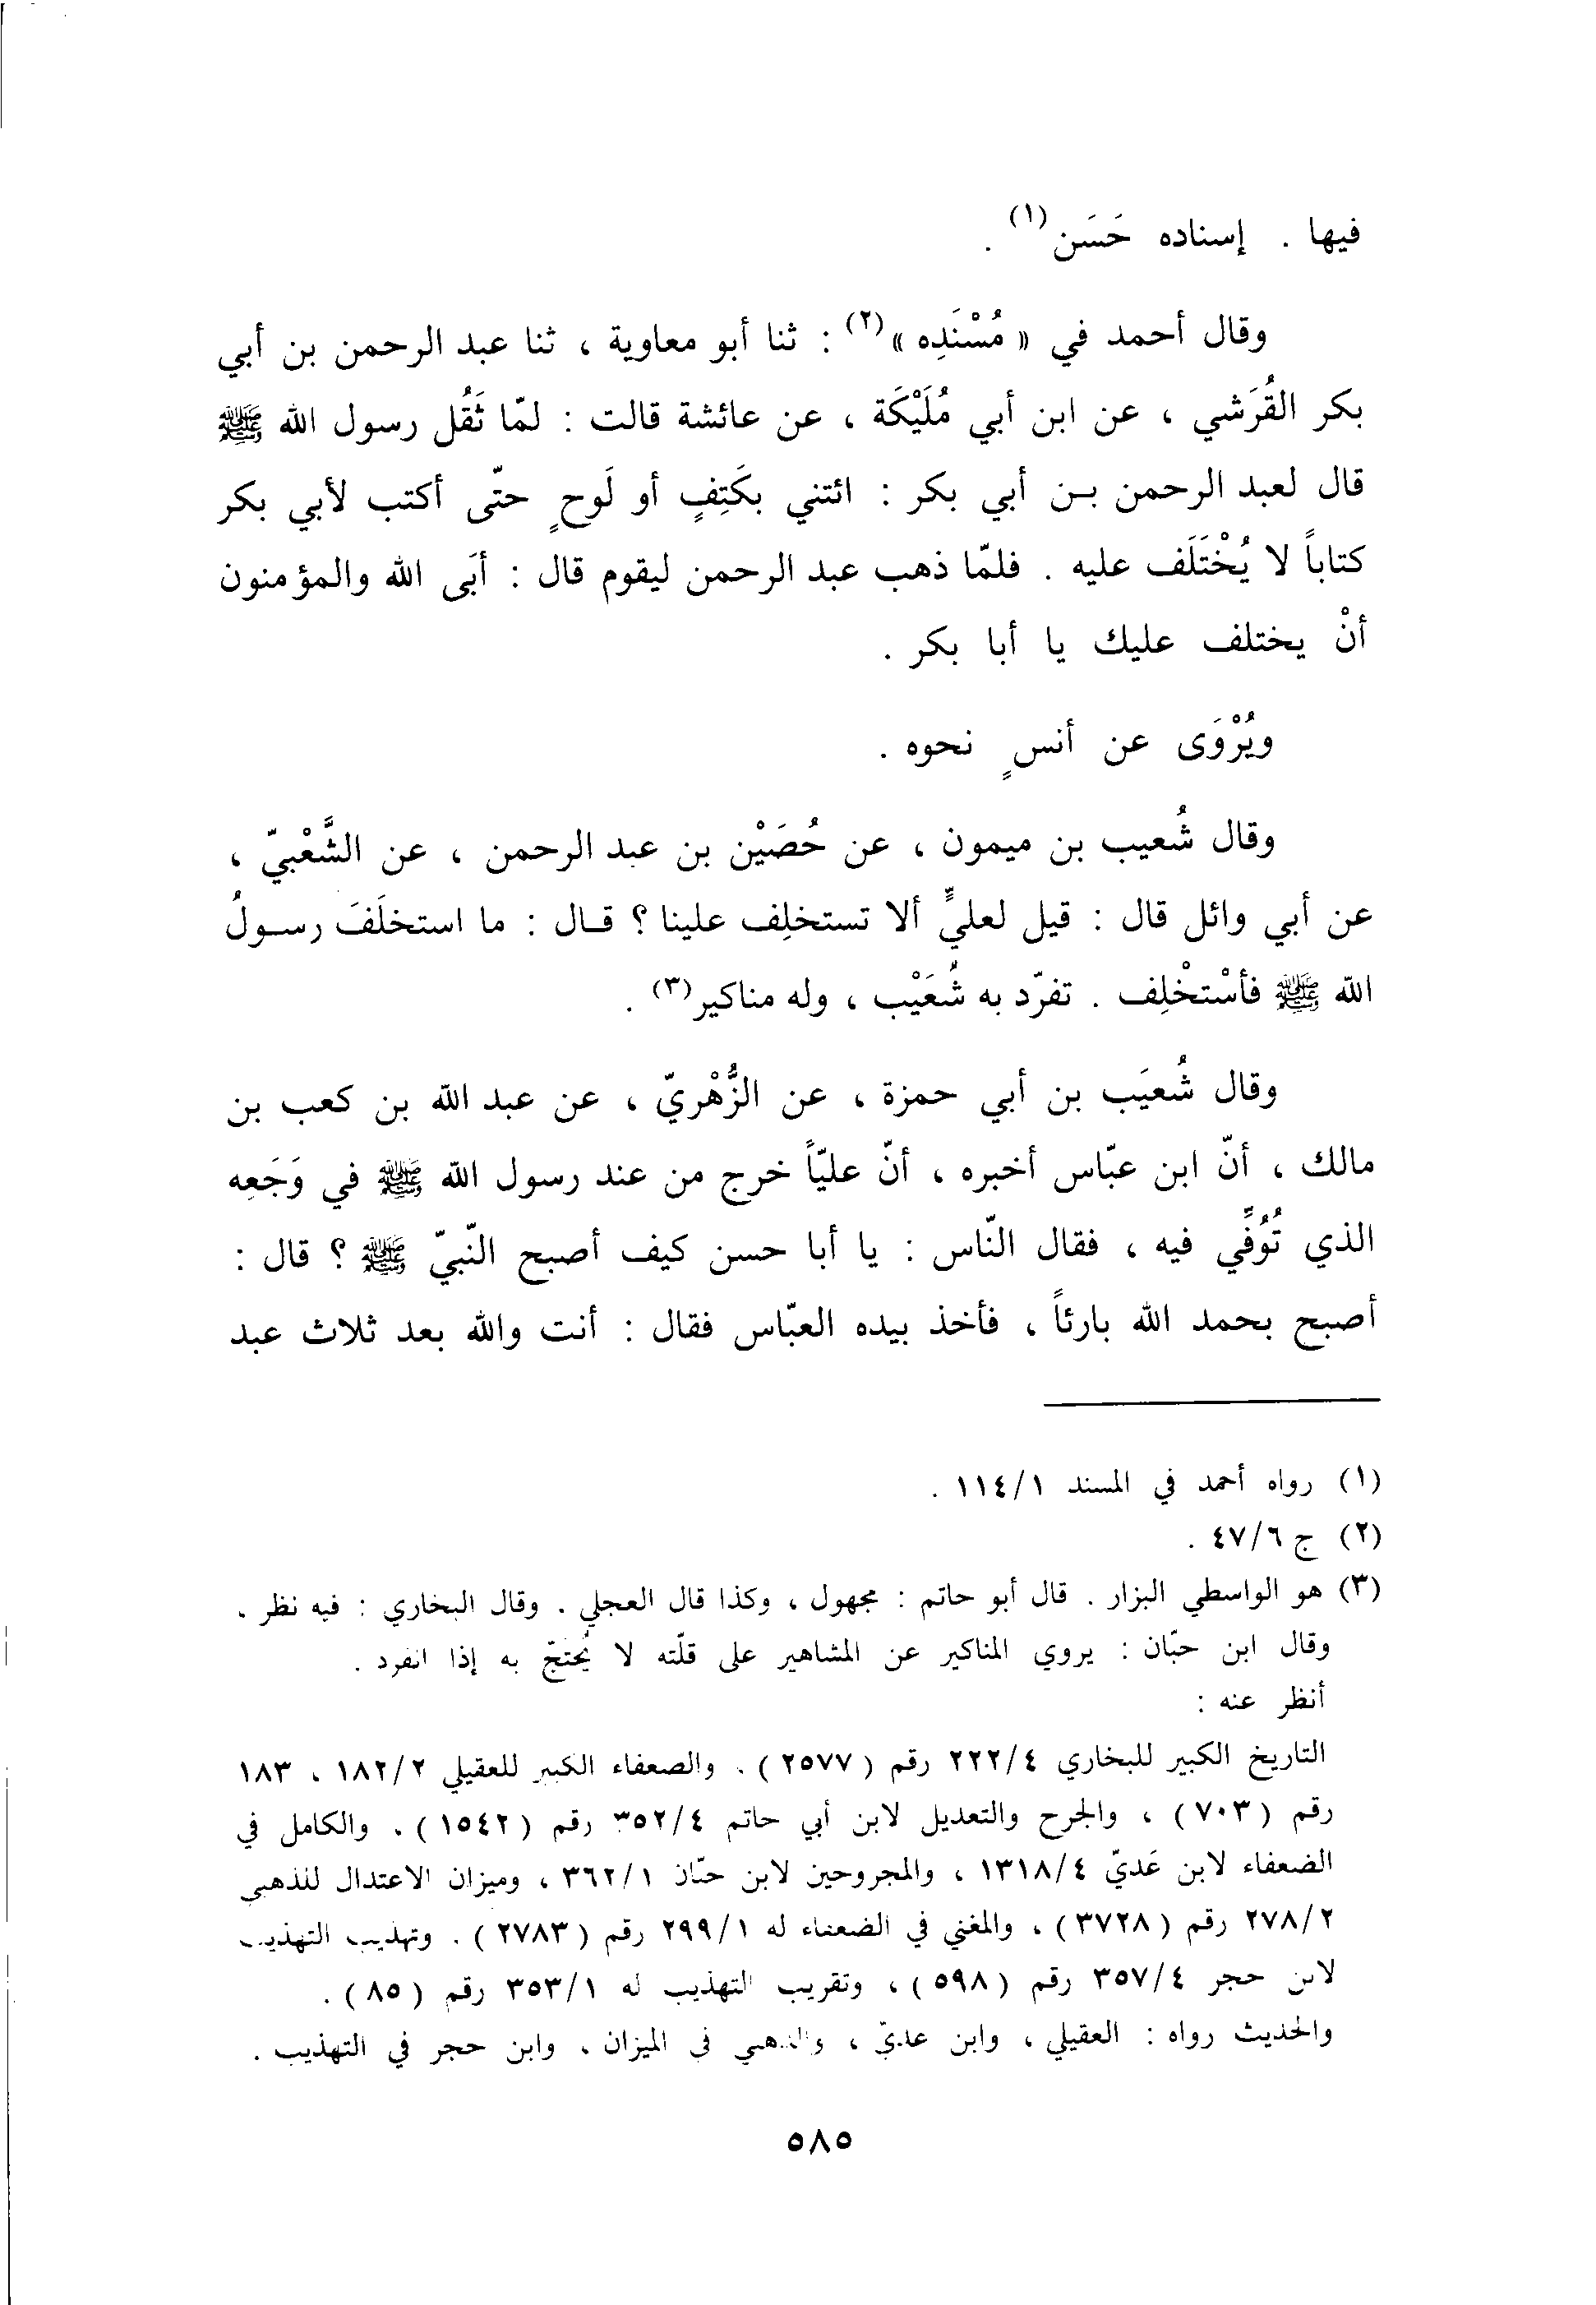 فيها . إسناده حَسَن(١) .
وقال أحمد في « مُسْنَدِه »(٢) : ثنا أبو معاوية ، ثنا عبد الرحمن بن أبي
بكر القُرَشي ، عن ابن أبي مُلَيْكَة ، عن عائشة قالت : لمّا ثَقُل رسول الله ﷺ
قال لعبد الرحمن بـن أبي بكر : ائتني بكَتِفٍ أو لَوحٍ حتّى أكتب لأبي بكر
كتاباً لا يُخْتَلَف عليه . فلمّا ذهب عبد الرحمن ليقوم قال : أبَى الله والمؤمنون
أنْ يختلف عليك يا أبا بكر .
ويُرْوَى عن أنسٍ نحوه .
وقال شُعيب بن ميمون ، عن حُصَيْن بن عبد الرحمن ، عن الشَّعْبيّ ،
عن أبي وائل قال : قيل لعليٍّ ألا تستخلِف علينا ؟ قـال : ما استخلَفَ رسـولُ
الله ﷺ فأسْتخْلِف . تفرّد به شُعَيْب ، وله مناكير(٣) .
وقال شُعيَب بن أبي حمزة ، عن الزُّهْريّ ، عن عبد الله بن كعب بن
مالك ، أنّ ابن عبّاس أخبره ، أنّ عليّاً خرج من عند رسول الله ﷺ في وَجَعِه
الذي تُوُفِّي فيه ، فقال النّاس : يا أبا حسن كيف أصبح النّبيّ ﷺ ؟ قال :
أصبح بحمد الله بارئاً ، فأخذ بيده العبّاس فقال : أنت والله بعد ثلاث عبد
(١) رواه أحمد في المسند ١/١١٤ .
(٢) ج ٦/٤٧ .
(٣) هو الواسطي البزار . قال أبو حاتم : مجهول ، وكذا قال العجلي . وقال البخاري : فيه نظر ،
وقال ابن حبّان : يروي المناكير عن المشاهير على قلّته لا يُحتجّ به إذا انفرد .
أنظر عنه :
التاريخ الكبير للبخاري ٤/٢٢٢ رقم ( ٢٥٧٧ ) ، والضعفاء الكبير للعقيلي ٢/١٨٢ ، ١٨٣
رقم ( ٧٠٣ ) ، والجرح والتعديل لابن أبي حاتم ٤/٣٥٢ رقم ( ١٥٤٢ ) ، والكامل في
الضعفاء لابن عَديّ ٤/١٣١٨ ، والمجروحين لابن حبّان ١/٣٦٢ ، وميزان الاعتدال للذهبي
٢/٢٧٨ رقم ( ٣٧٢٨ ) ، والمغني في الضعفاء له ١/٢٩٩ رقم ( ٢٧٨٣ ) ، وتهذيب التهذيب
لابن حجر ٤/٣٥٧ رقم ( ٥٩٨ ) ، وتقريب التهذيب له ١/٣٥٣ رقم ( ٨٥ ) .
والحديث رواه : العقيلي ، وابن عديّ ، والذهبي في الميزان ، وابن حجر في التهذيب .
٥٨٥